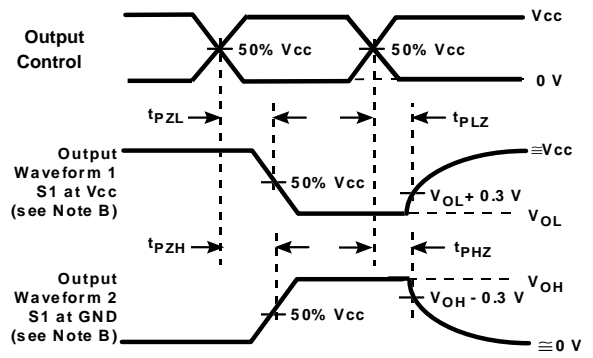 Vcc
Output
Control
50% Vcc
50% Vcc
0 V
tPZL
tPLZ
Output
Waveform 1
S1 at Vcc
(see Note B)
≅Vcc
50% Vcc
VOL+ 0.3 V
VOL
tPZH
tPHZ
Output
Waveform 2
S1 at GND
(see Note B)
VOH
VOH - 0.3 V
50% Vcc
≅0 V